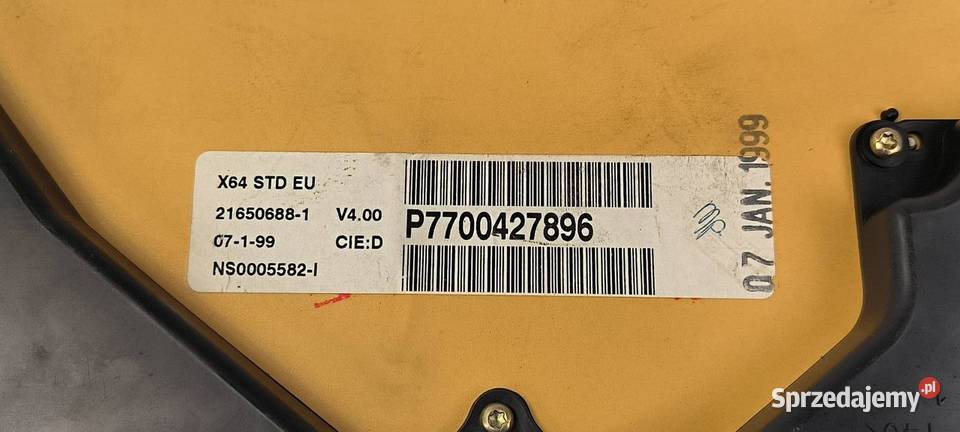 X64 STD EU
21650688-1 V4.00
07-1-99 CIE:D
NS0005582-I
P7700427896
07 JAN. 1999
Sprzedajemy.pl